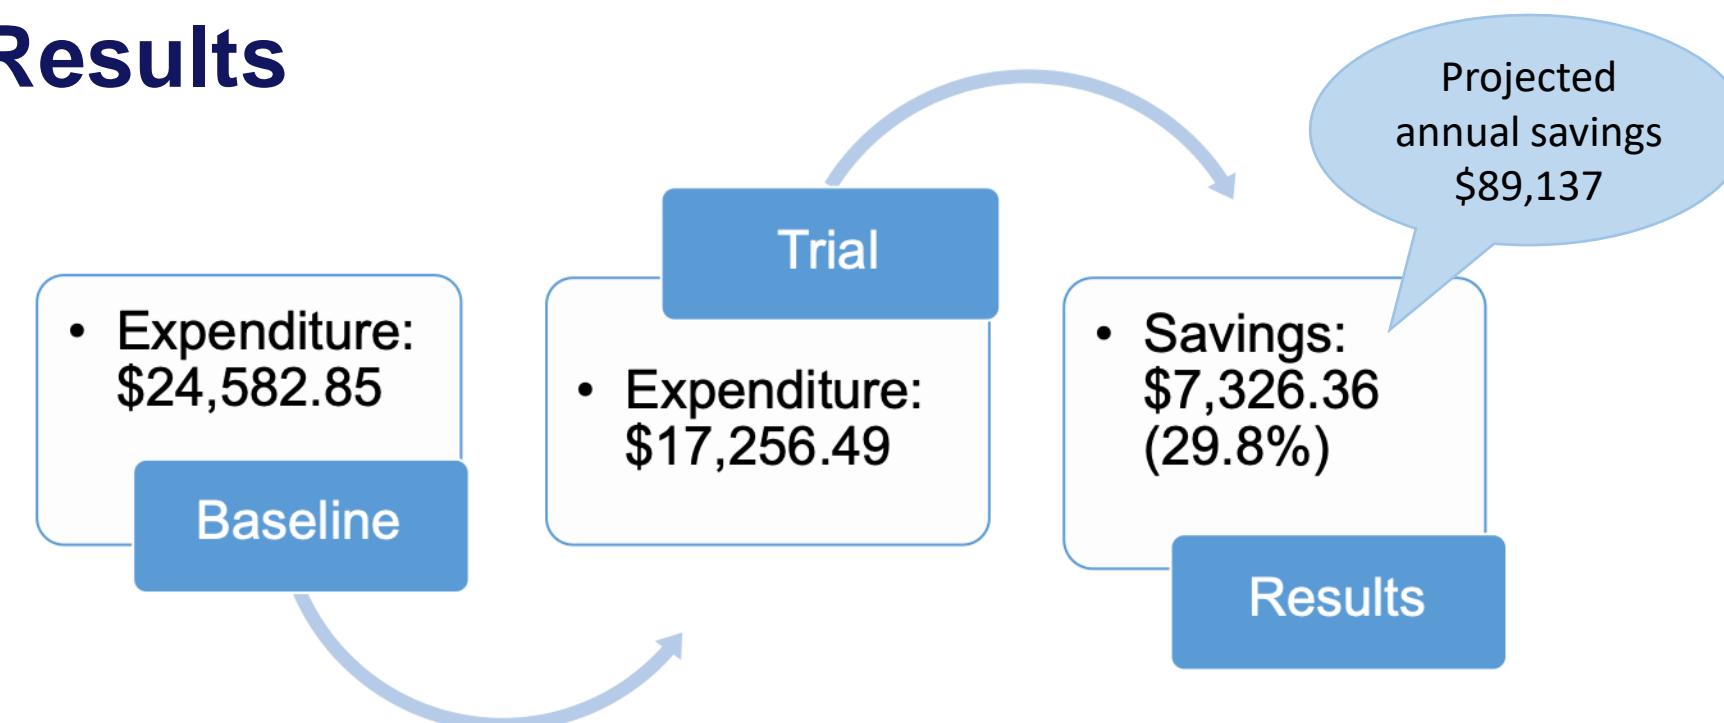 Results
Projected
annual savings
$89,137
• Expenditure:
$24,582.85
Baseline
Trial
• Expenditure:
$17,256.49
• Savings:
$7,326.36
(29.8%)
Results